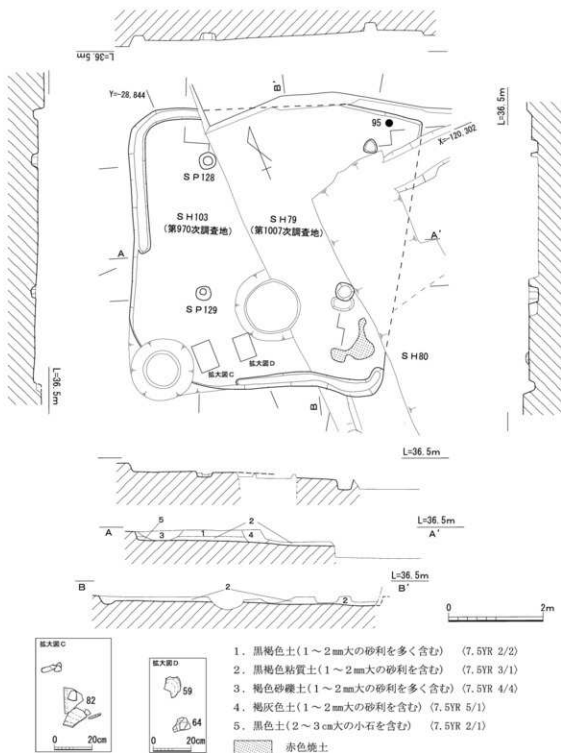 L=36.5m
L=36.5m
Y=-28,844
B'
95
X=-120,302
SP128
SH103
(第970次調査地)
SH79
(第1007次調査地)
A
A'
SP129
拡大図C
拡大図D
SH80
B
L=36.5m
L=36.5m
A
5
3
1
2
4
L=36.5m
A'
B
2
2
L=36.5m
B'
0
2m
拡大図C
82
0
20cm
拡大図D
59
64
0
20cm
1. 黒褐色土(1～2㎜大の砂利を多く含む) (7.5YR 2/2)
2. 黒褐色粘質土(1～2㎜大の砂利を含む) (7.5YR 3/1)
3. 褐色砂礫土(1～2㎜大の砂利を多く含む) (7.5YR 4/4)
4. 褐灰色土(1～2㎜大の砂利を含む) (7.5YR 5/1)
5. 黒色土(2～3㎝大の小石を含む) (7.5YR 2/1)
赤色焼土